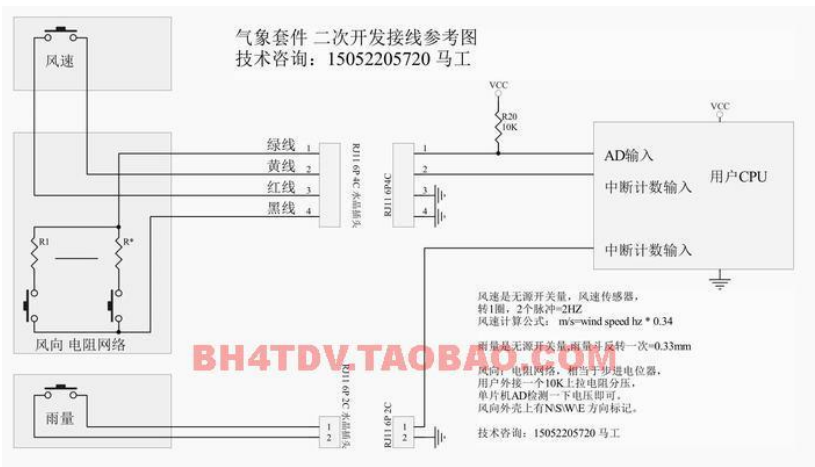 气象套件 二次开发接线参考图
技术咨询：15052205720 马工
风速
VCC
R20
10K
VCC
绿线 1
黄线 2
红线 3
黑线 4
RJ11 6P 4C 水晶插头
RJ11 6P4C
1
2
3
4
AD输入
中断计数输入
用户CPU
中断计数输入
R1
R*
风向 电阻网络
风速是无源开关量，风速传感器，
转1圈，2个脉冲=2HZ
风速计算公式： m/s=wind speed hz * 0.34
雨量是无源开关量,雨量斗反转一次=0.33mm
风向：电阻网络，相当于步进电位器，
用户外接一个10K上拉电阻分压，
单片机AD检测一下电压即可。
风向外壳上有N\S\W\E 方向标记。
技术咨询：15052205720 马工
BH4TDV.TAOBAO.COM
雨量
RJ11 6P 2C 水晶插头
1
2
RJ11 6P 2C
1
2